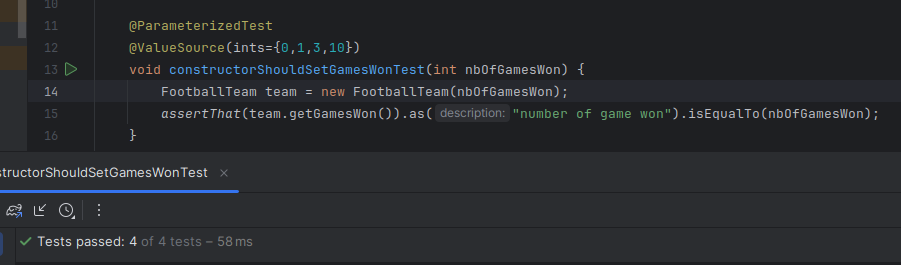 10
11 @ParameterizedTest
12 @ValueSource(ints={0,1,3,10})
13 void constructorShouldSetGamesWonTest(int nbOfGamesWon) {
14 FootballTeam team = new FootballTeam(nbOfGamesWon);
15 assertThat(team.getGamesWon()).as( description: "number of game won").isEqualTo(nbOfGamesWon);
16 }
structorShouldSetGamesWonTest ×
Tests passed: 4 of 4 tests – 58 ms